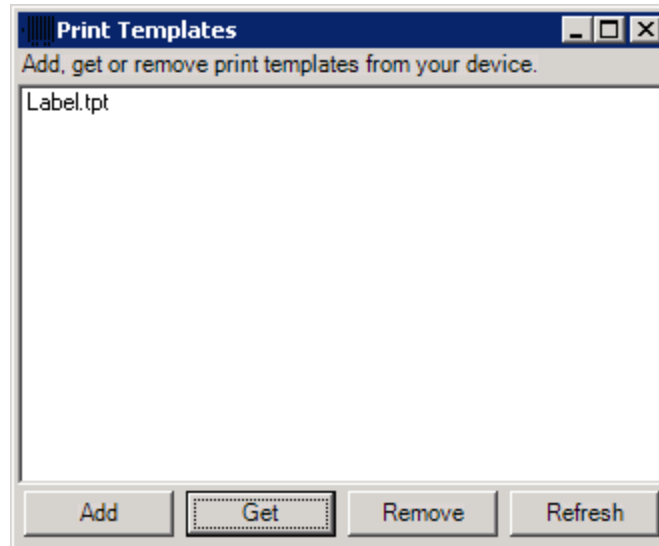 Print Templates
Add, get or remove print templates from your device.
Label.tpt
Add Get Remove Refresh